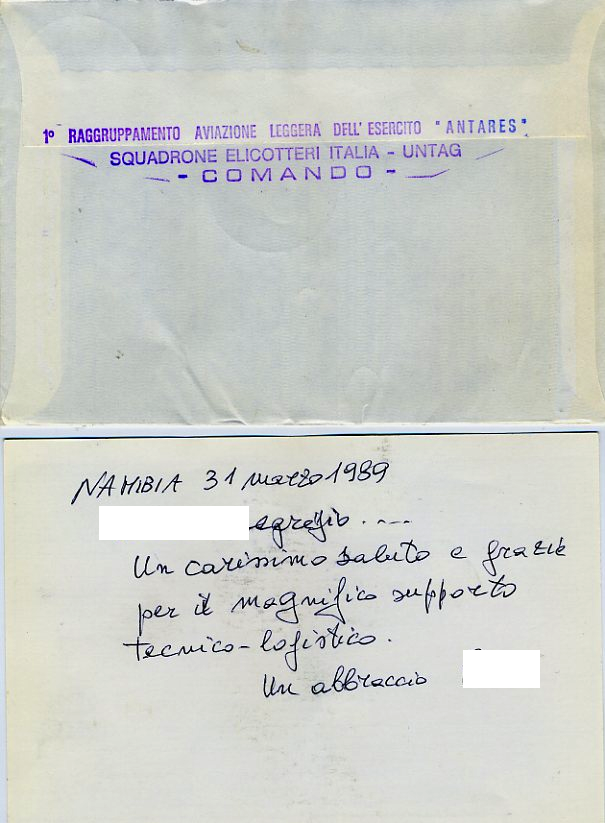 1° RAGGRUPPAMENTO AVIAZIONE LEGGERA DELL'ESERCITO "ANTARES"
SQUADRONE ELICOTTERI ITALIA - UNTAG
- COMANDO -
NAMIBIA 31 marzo 1989
egregio ....
Un carissimo saluto e grazie
per il magnifico supporto
tecnico-logistico.
Un abbraccio